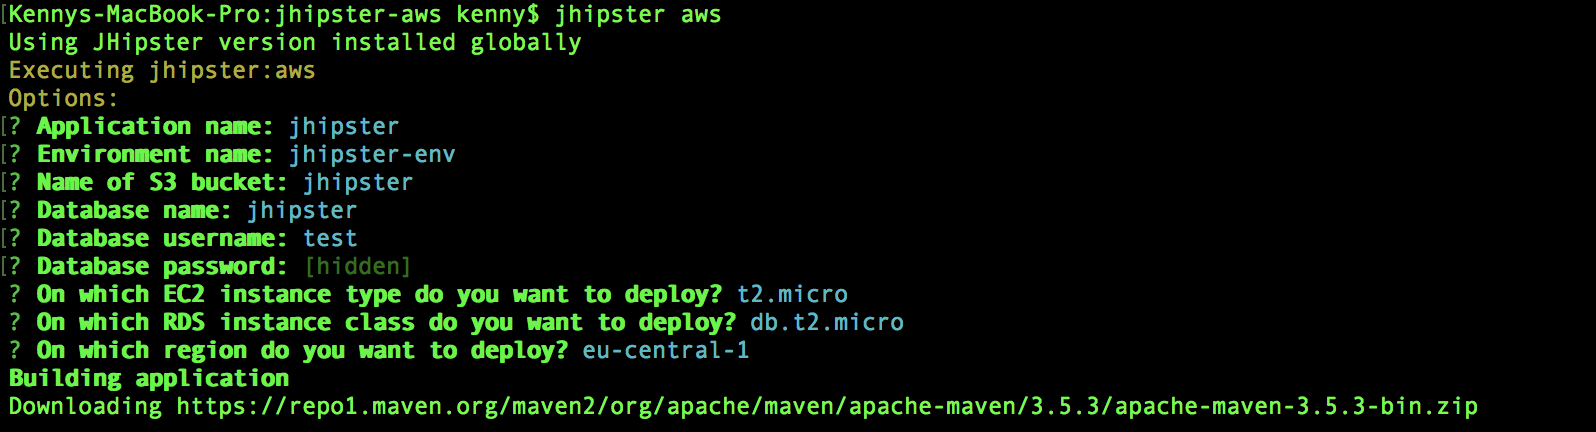 [Kennys-MacBook-Pro:jhipster-aws kenny$ jhipster aws
Using JHipster version installed globally
Executing jhipster:aws
Options:
[? Application name: jhipster
[? Environment name: jhipster-env
[? Name of S3 bucket: jhipster
[? Database name: jhipster
[? Database username: test
[? Database password: [hidden]
? On which EC2 instance type do you want to deploy? t2.micro
? On which RDS instance class do you want to deploy? db.t2.micro
? On which region do you want to deploy? eu-central-1
Building application
Downloading https://repo1.maven.org/maven2/org/apache/maven/apache-maven/3.5.3/apache-maven-3.5.3-bin.zip